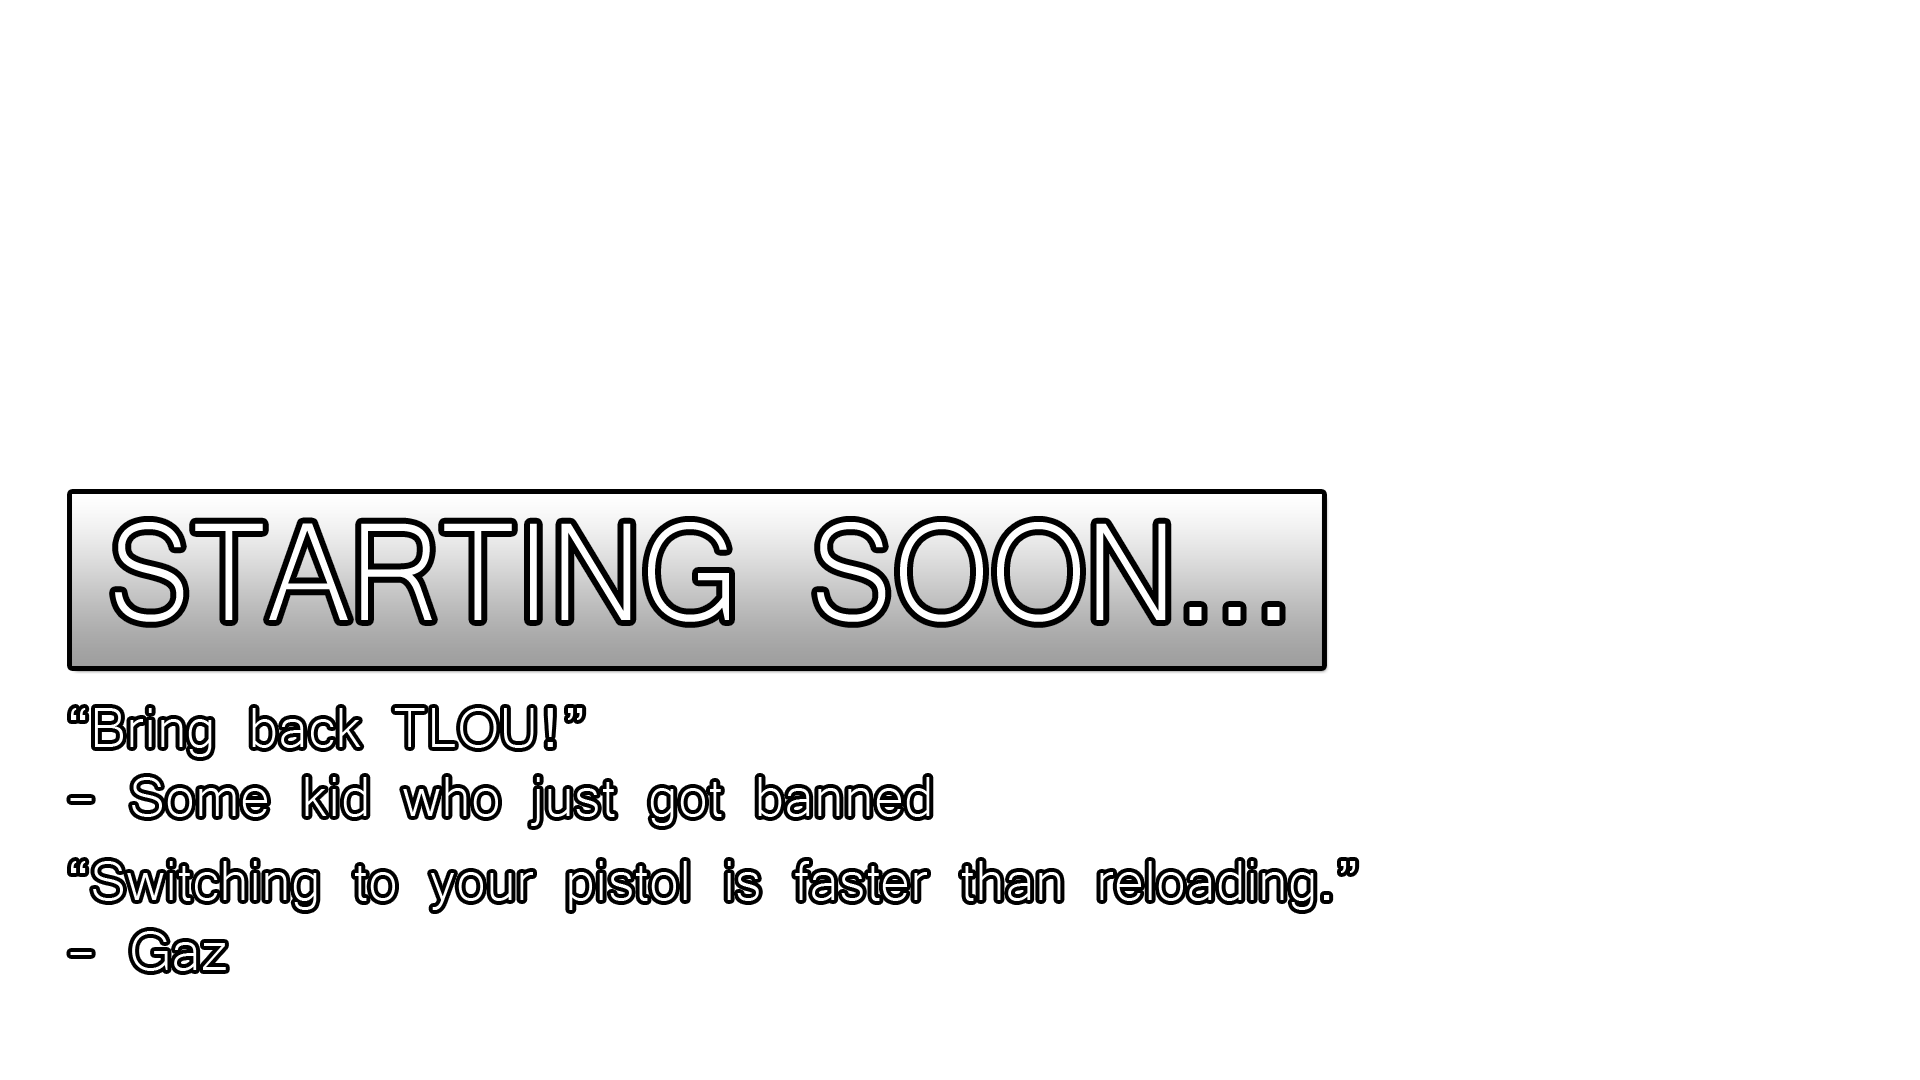 STARTING SOON...
“Bring back TLOU!”
- Some kid who just got banned
“Switching to your pistol is faster than reloading.”
- Gaz